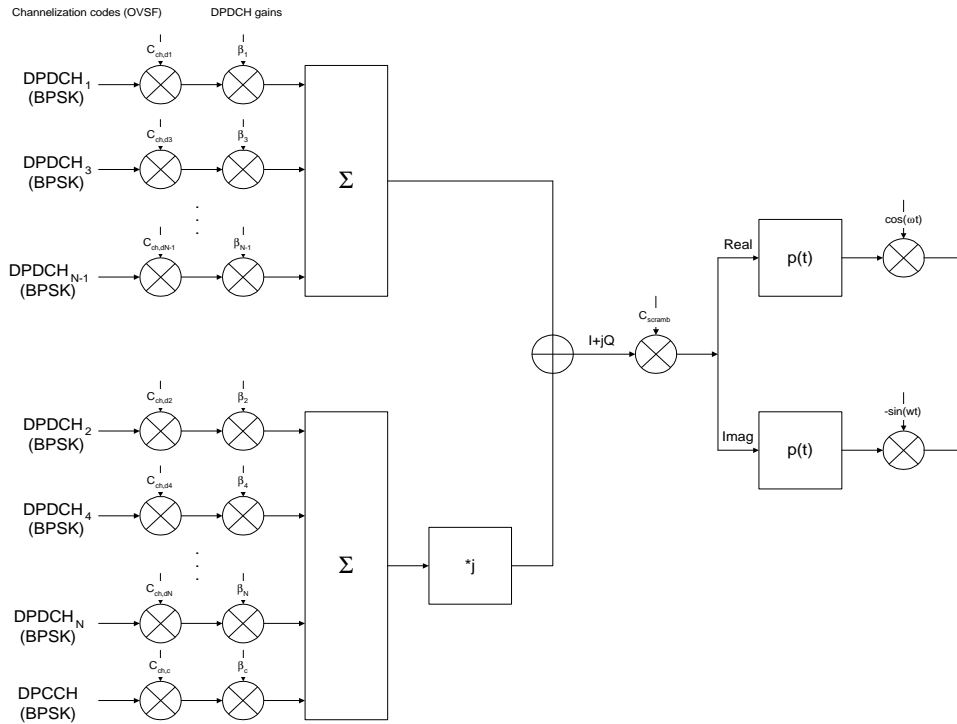 Channelization codes (OVSF) DPDCH gains
C_ch,d1 β_1
DPDCH_1
(BPSK)
C_ch,d3 β_3
DPDCH_3
(BPSK)
Σ
. . .
C_ch,dN-1 β_N-1
DPDCH_N-1
(BPSK)
cos(ωt)
Real
p(t)
C_scramb
I+jQ
C_ch,d2 β_2
DPDCH_2
(BPSK)
-sin(wt)
Imag
p(t)
C_ch,d4 β_4
DPDCH_4
(BPSK)
. . .
Σ
*j
C_ch,dN β_N
DPDCH_N
(BPSK)
C_ch,c β_c
DPCCH
(BPSK)